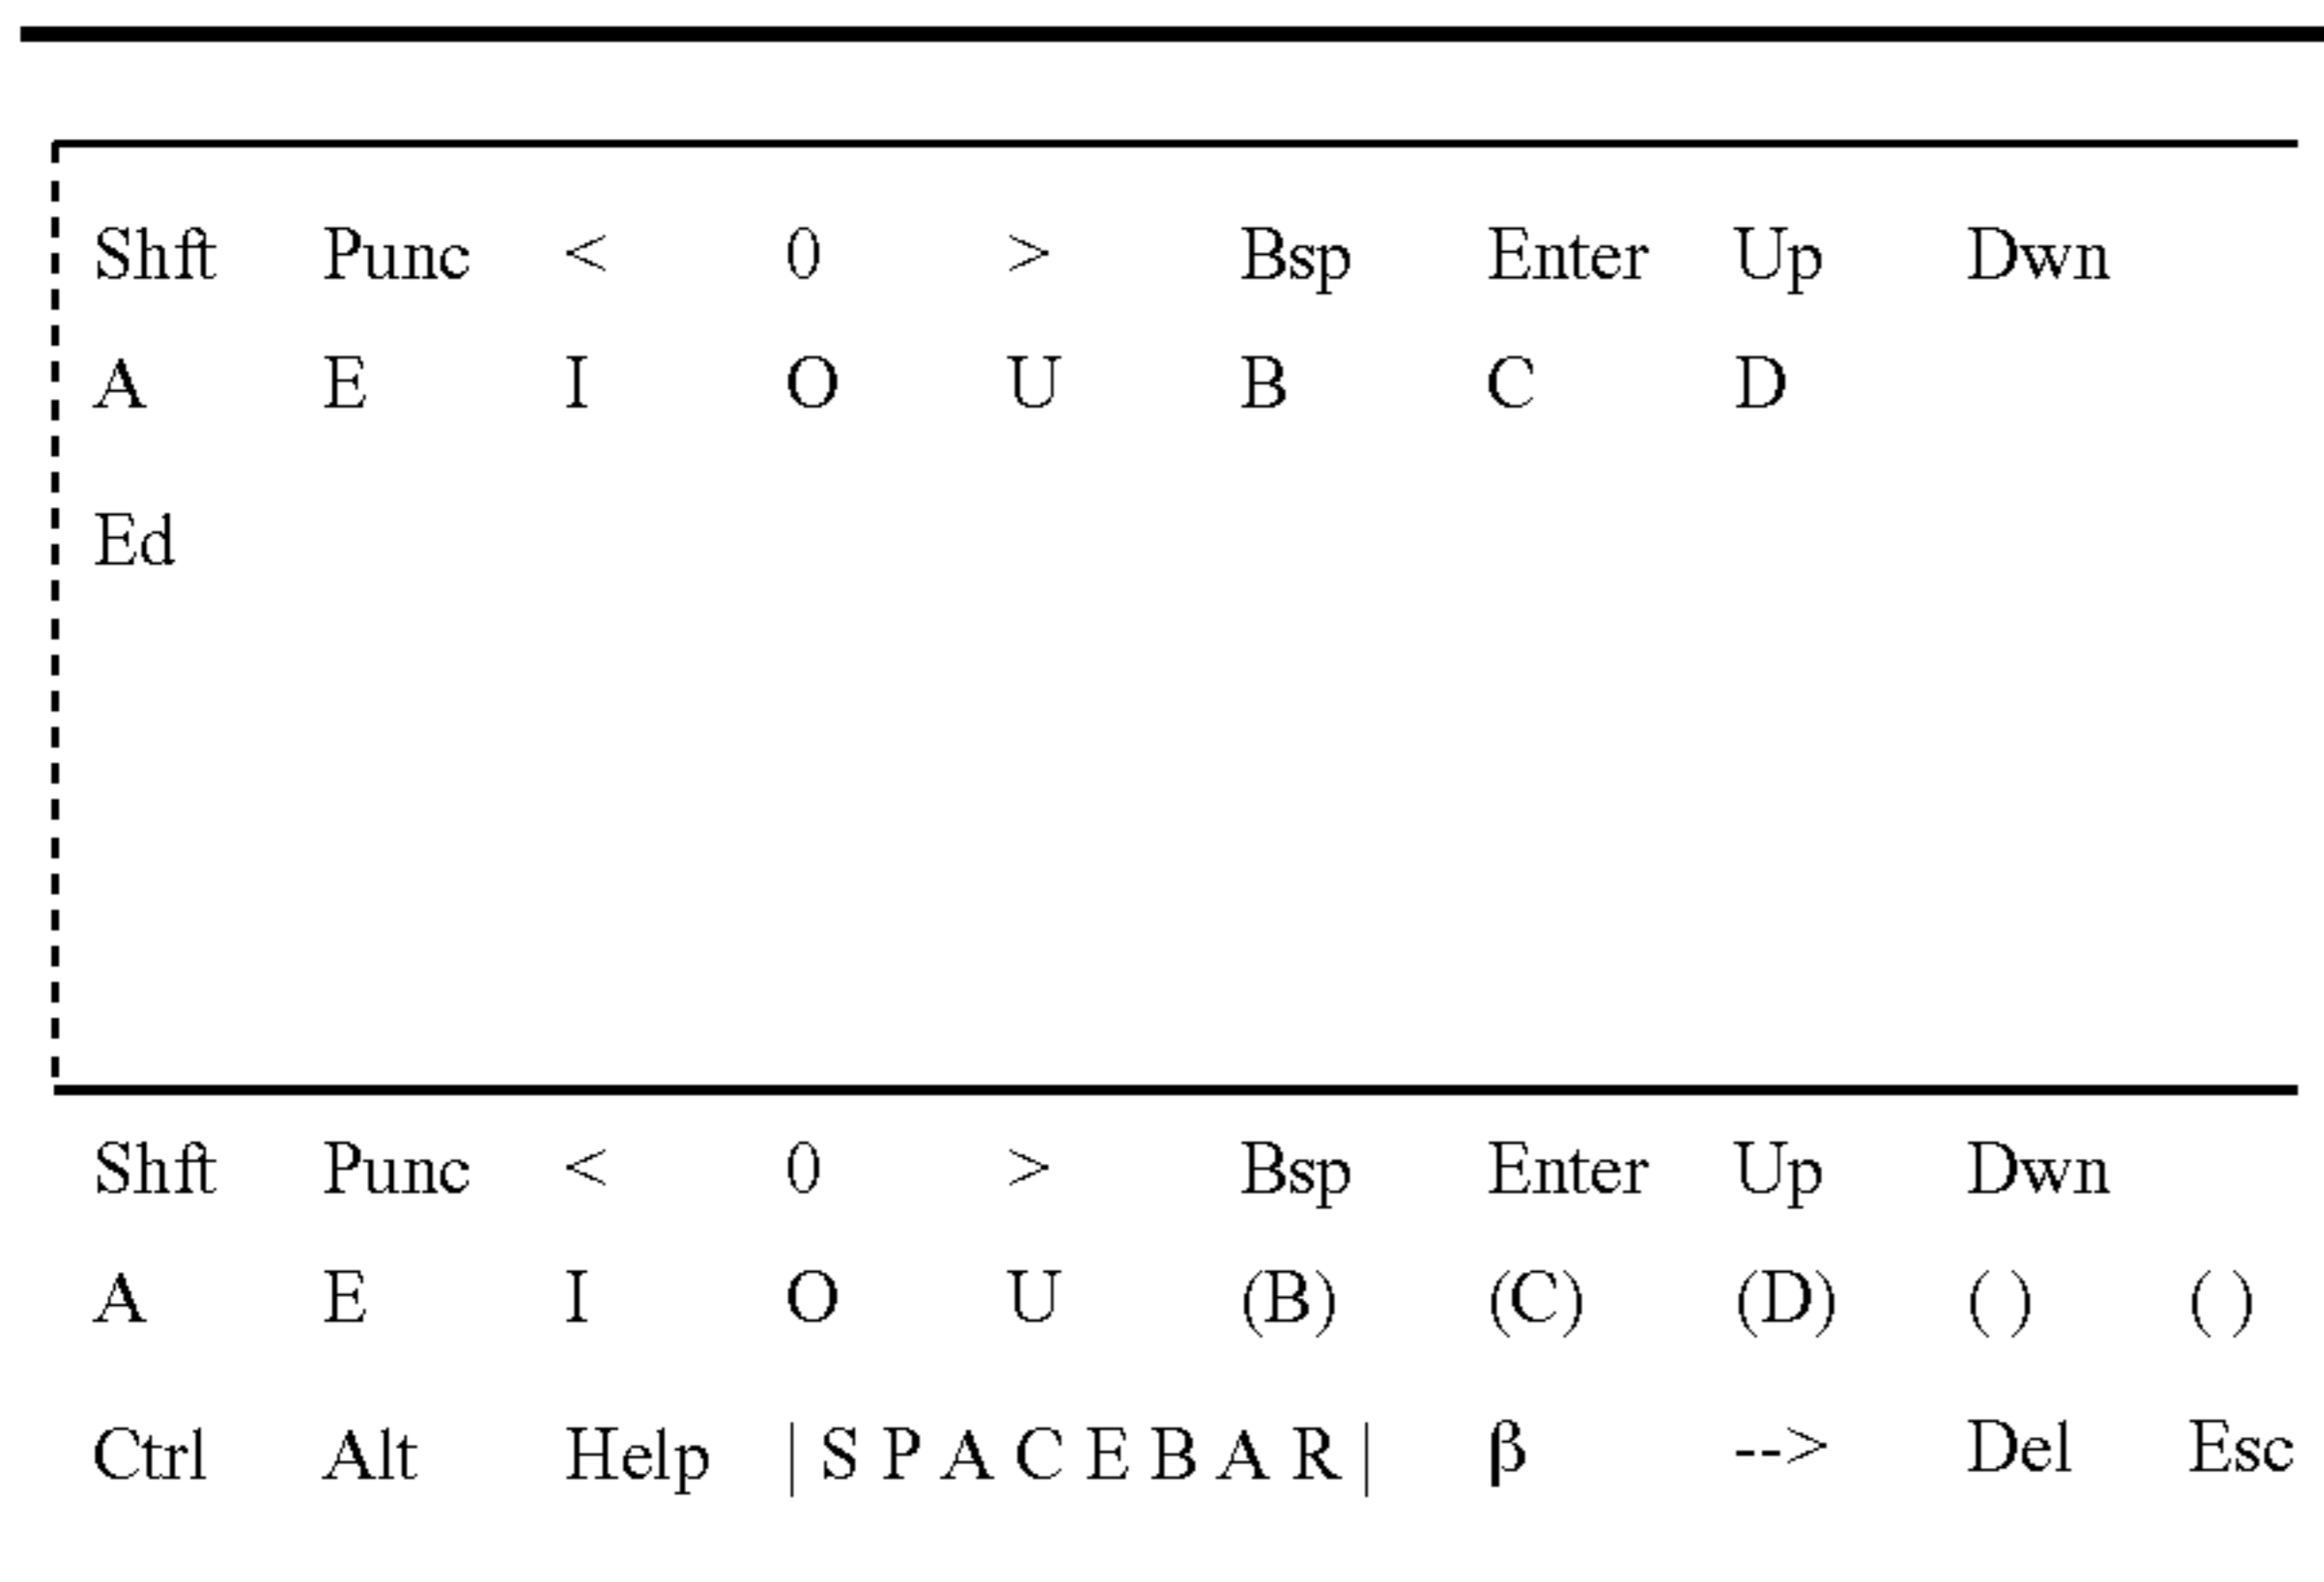 Shft Punc < 0 > Bsp Enter Up Dwn
A E I O U B C D
Ed
Shft Punc < 0 > Bsp Enter Up Dwn
A E I O U (B) (C) (D) ( ) ( )
Ctrl Alt Help | S P A C E B A R | β --> Del Esc